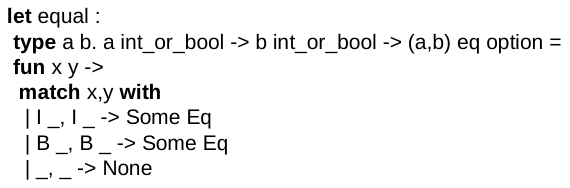 let equal :
type a b. a int_or_bool -> b int_or_bool -> (a,b) eq option =
fun x y ->
match x,y with
| I _, I _ -> Some Eq
| B _, B _ -> Some Eq
| _, _ -> None